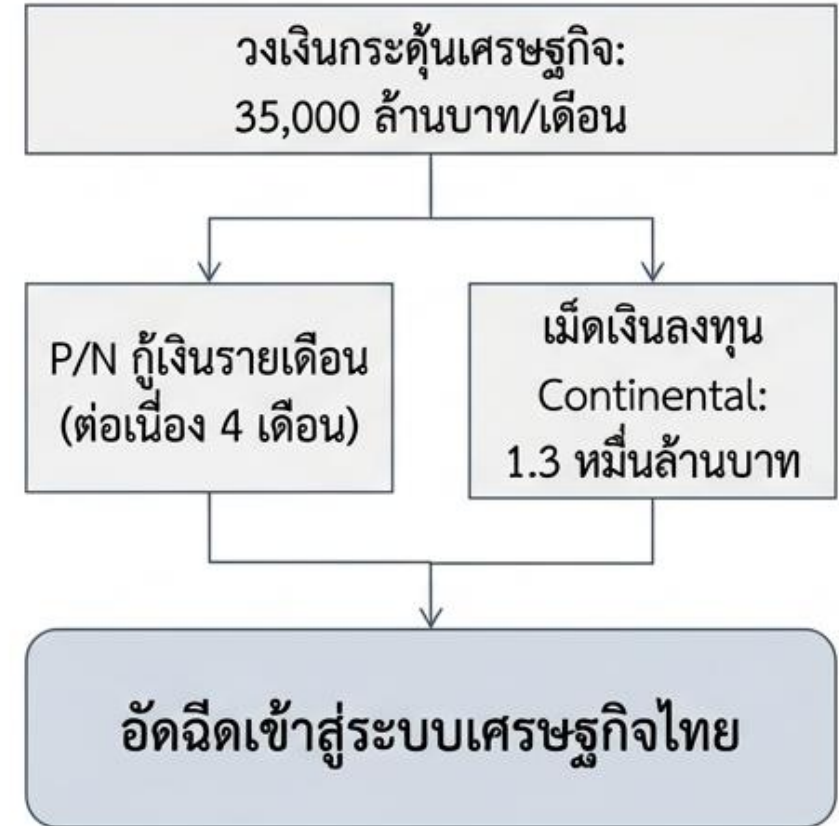 วงเงินกระตุ้นเศรษฐกิจ:
35,000 ล้านบาท/เดือน
P/N กู้เงินรายเดือน
(ต่อเนื่อง 4 เดือน)
เม็ดเงินลงทุน
Continental:
1.3 หมื่นล้านบาท
อัดฉีดเข้าสู่ระบบเศรษฐกิจไทย